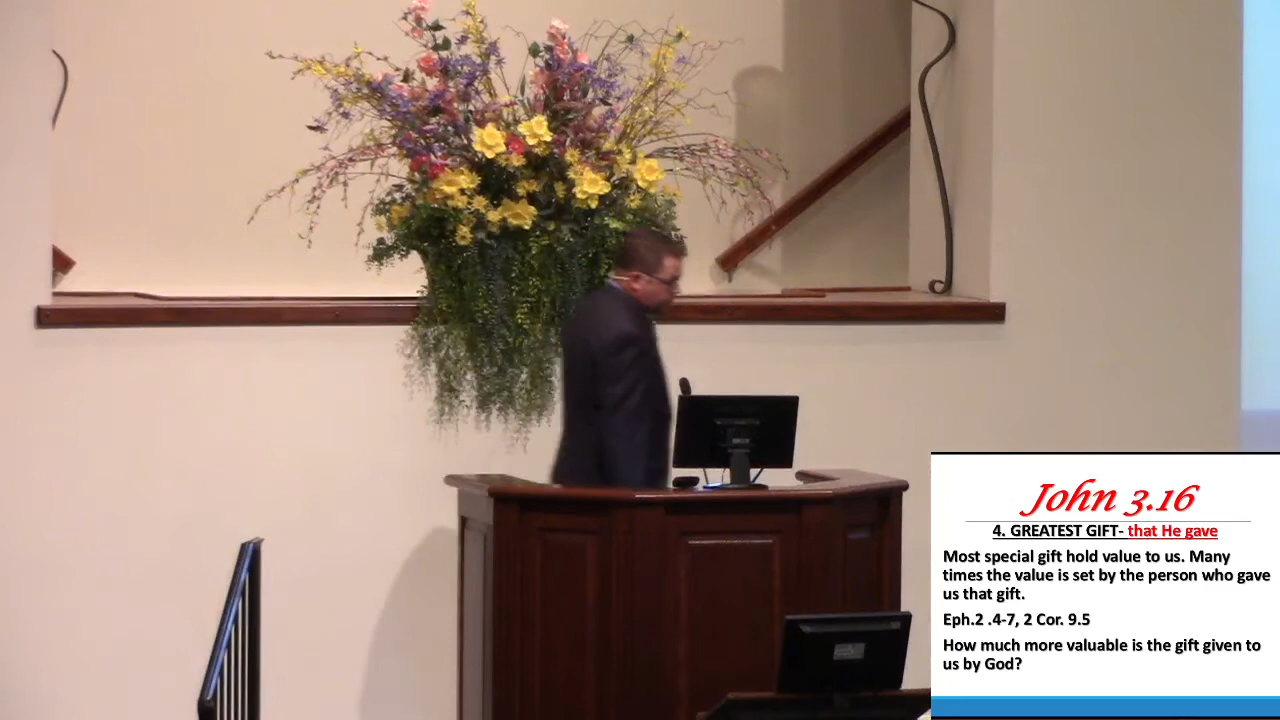 John 3.16
4. GREATEST GIFT- that He gave
Most special gift hold value to us. Many
times the value is set by the person who gave
us that gift.
Eph.2 .4-7, 2 Cor. 9.5
How much more valuable is the gift given to
us by God?